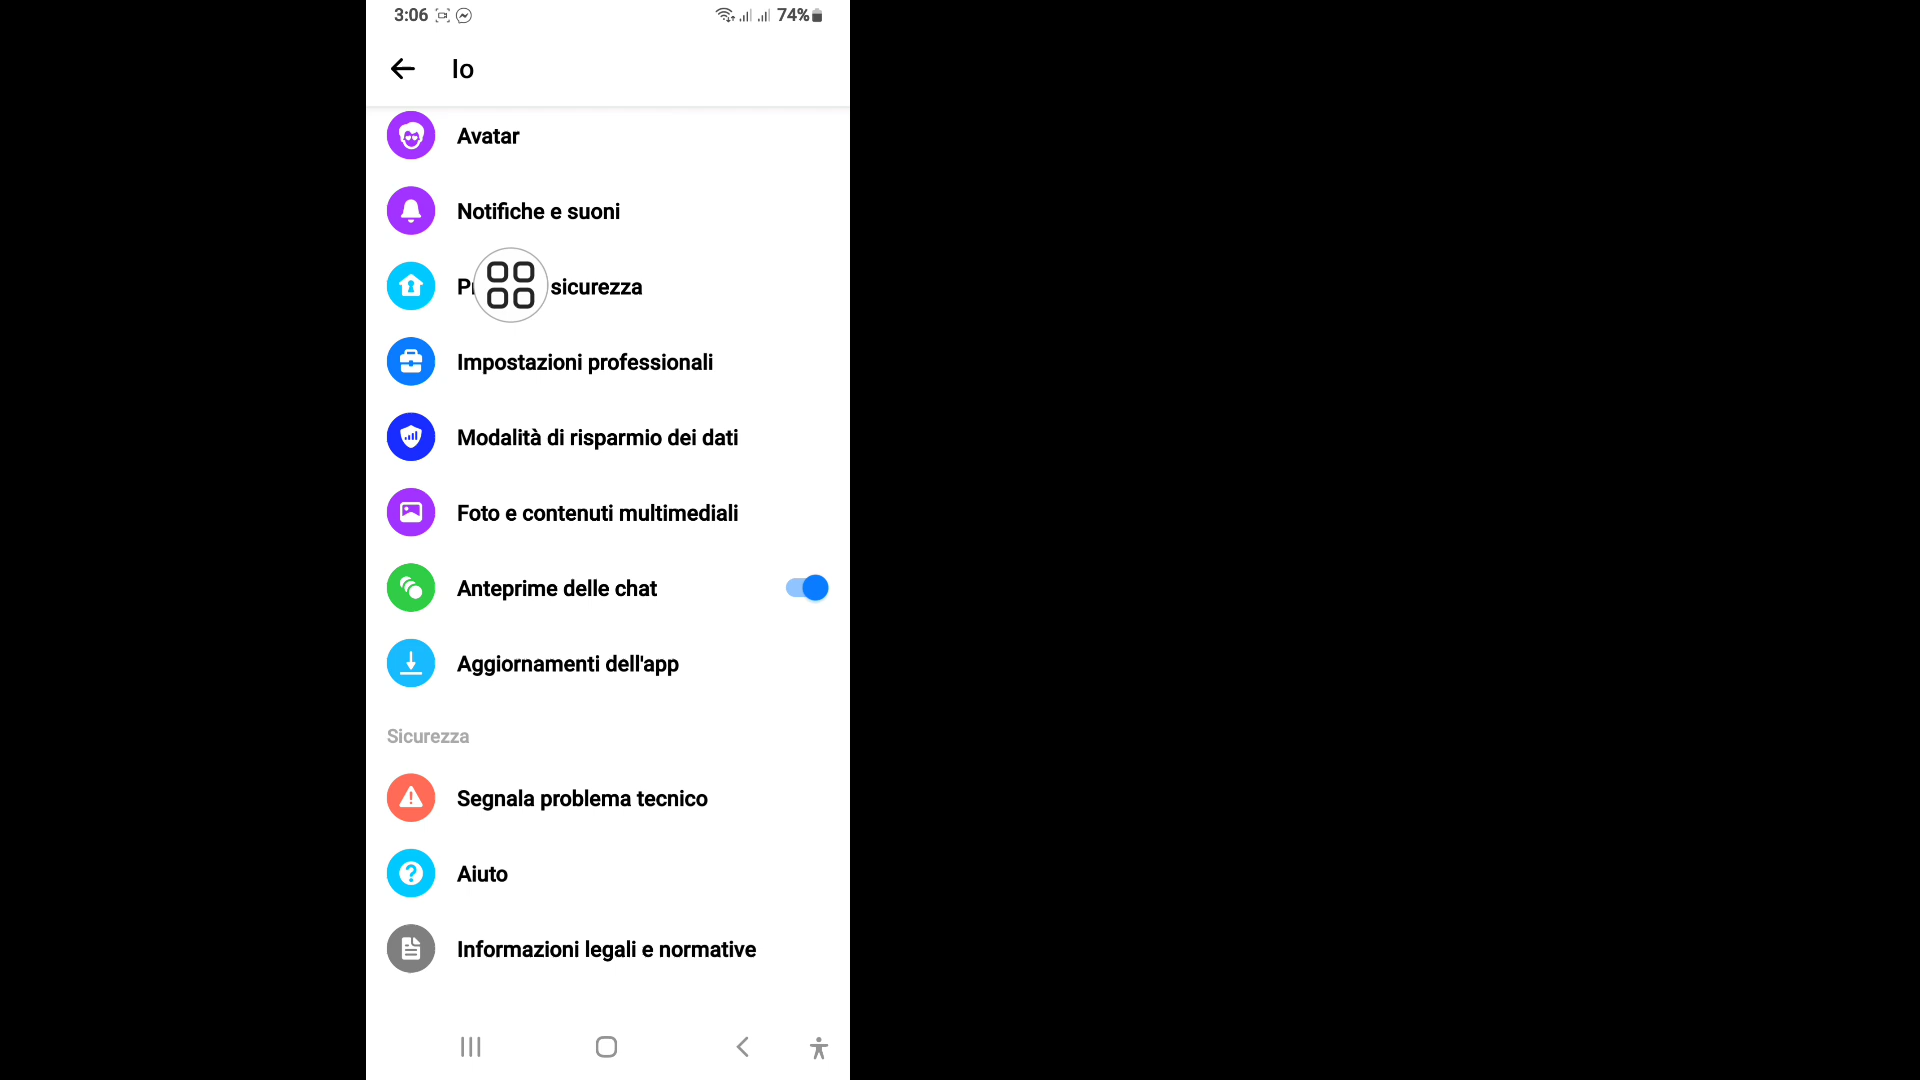 3:06 74%
Io
Avatar
Notifiche e suoni
sicurezza
Impostazioni professionali
Modalità di risparmio dei dati
Foto e contenuti multimediali
Anteprime delle chat
Aggiornamenti dell'app
Sicurezza
Segnala problema tecnico
Aiuto
Informazioni legali e normative